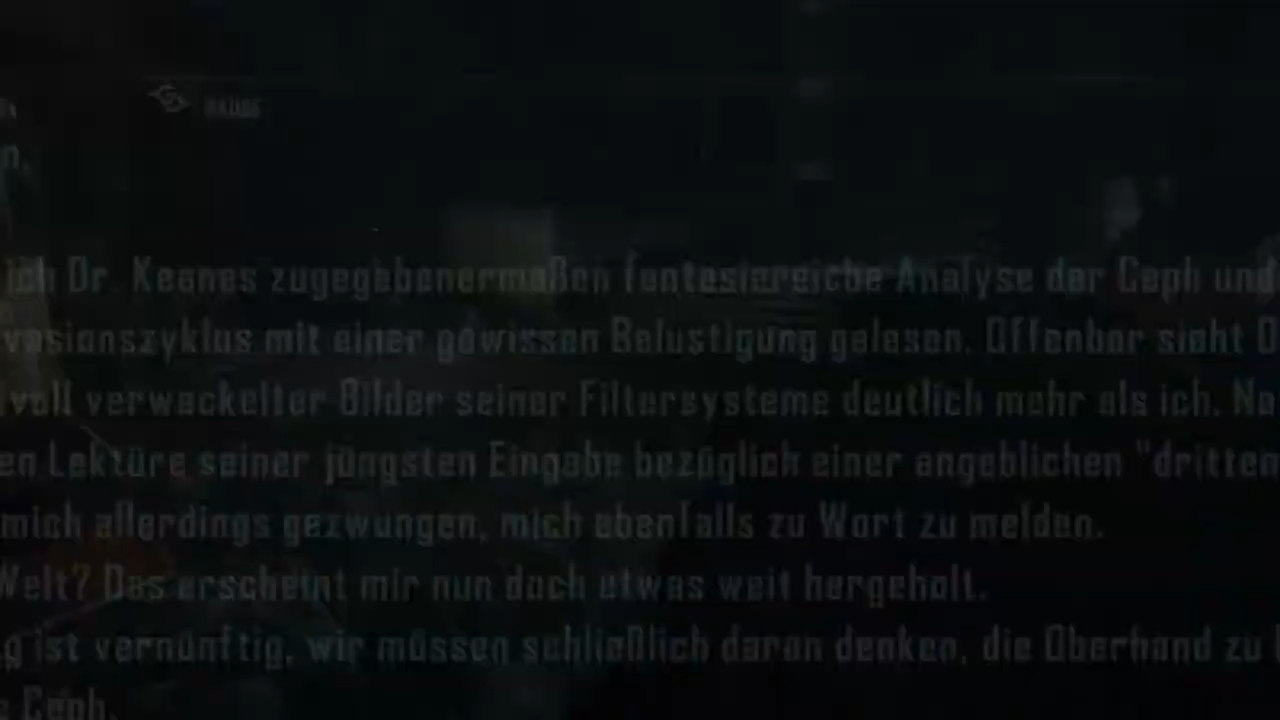 HAUBE
n.
ich Dr. Keanes zugegebenermaßen fantasiereiche Analyse der Ceph und
vasionszyklus mit einer gewissen Belustigung gelesen. Offenbar sieht D
voll verwackelter Bilder seiner Filtersysteme deutlich mehr als ich. Na
en Lektüre seiner jüngsten Eingabe bezüglich einer angeblichen "dritten
mich allerdings gezwungen, mich ebenfalls zu Wort zu melden.
Welt? Das erscheint mir nun doch etwas weit hergeholt.
g ist vernünftig, wir müssen schließlich daran denken, die Oberhand zu
e Ceph.